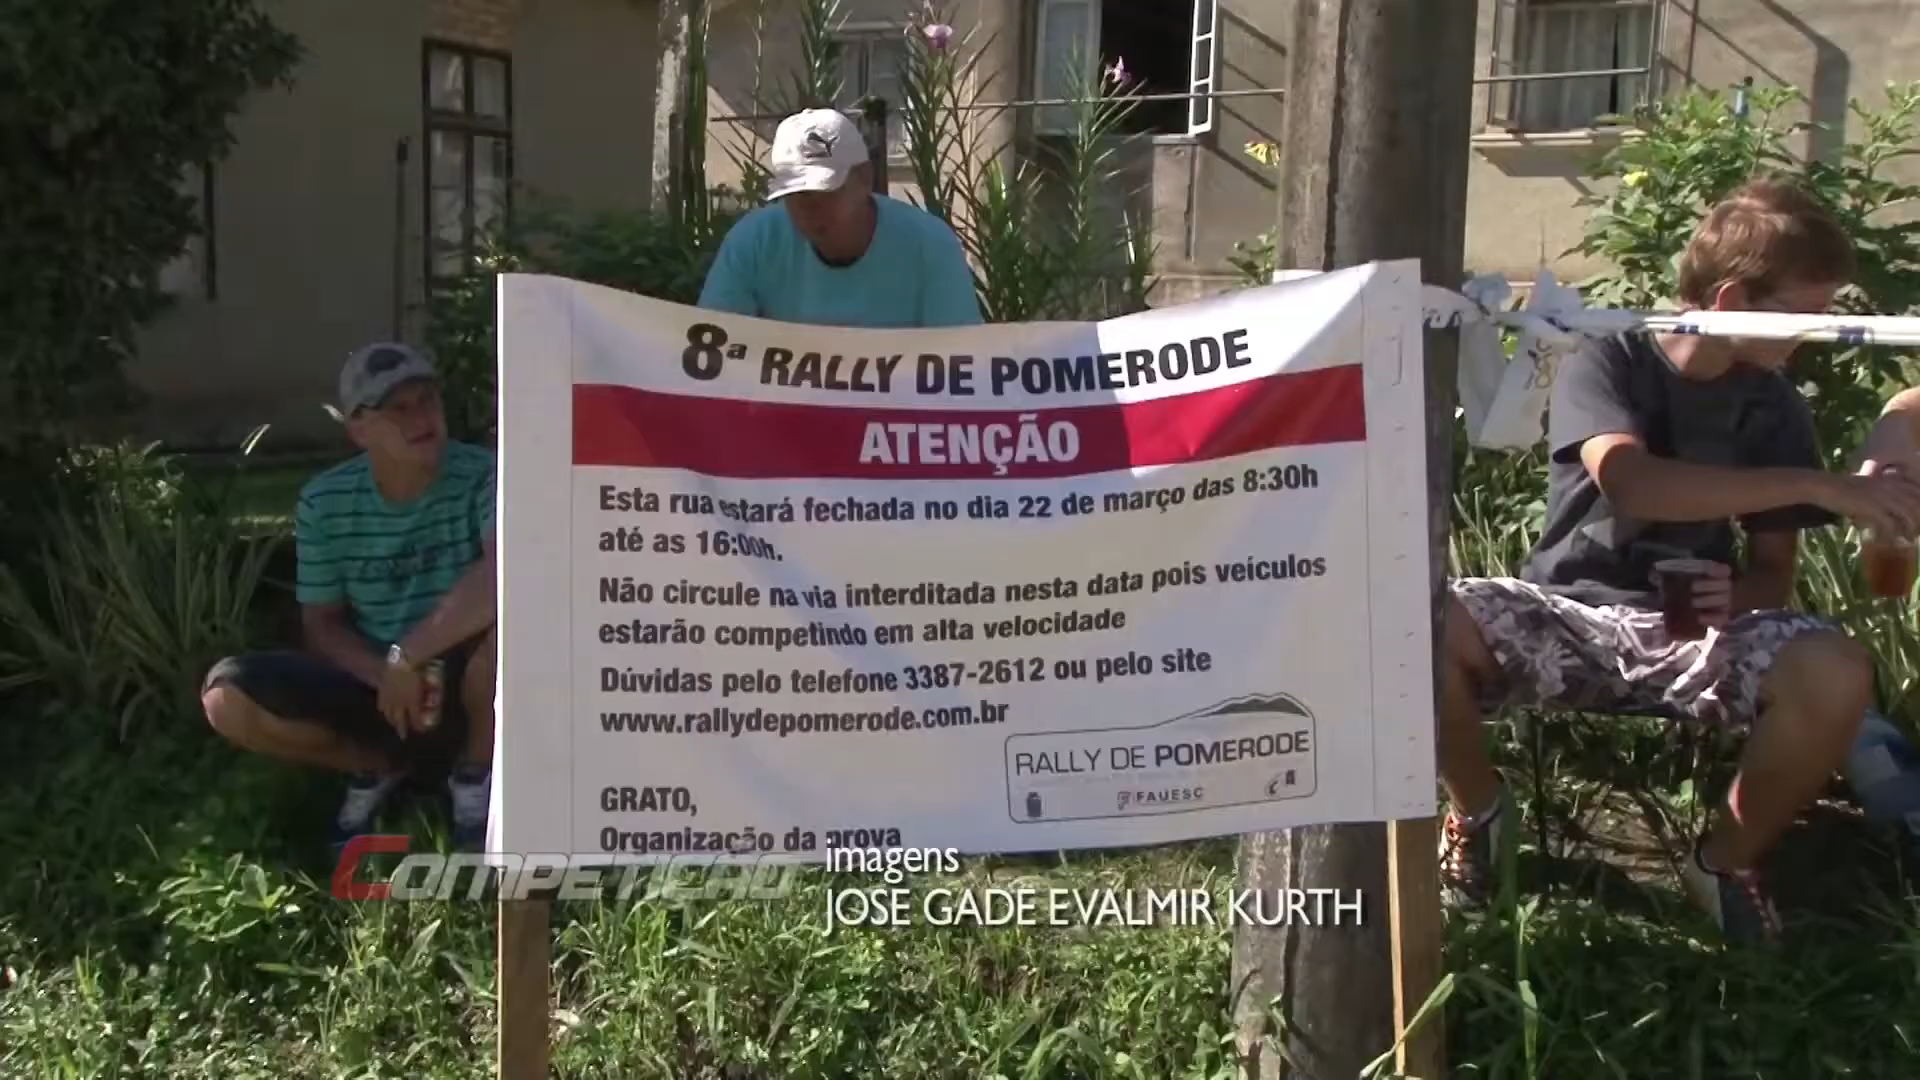 8ª RALLY DE POMERODE
ATENÇÃO
Esta rua estará fechada no dia 22 de março das 8:30h
até as 16:00h.
Não circule na via interditada nesta data pois veículos
estarão competindo em alta velocidade
Dúvidas pelo telefone 3387-2612 ou pelo site
www.rallydepomerode.com.br
RALLY DE POMERODE
FAUESC
GRATO,
Organização da prova
COMPETIÇÃO
imagens
JOSE GADE EVALMIR KURTH